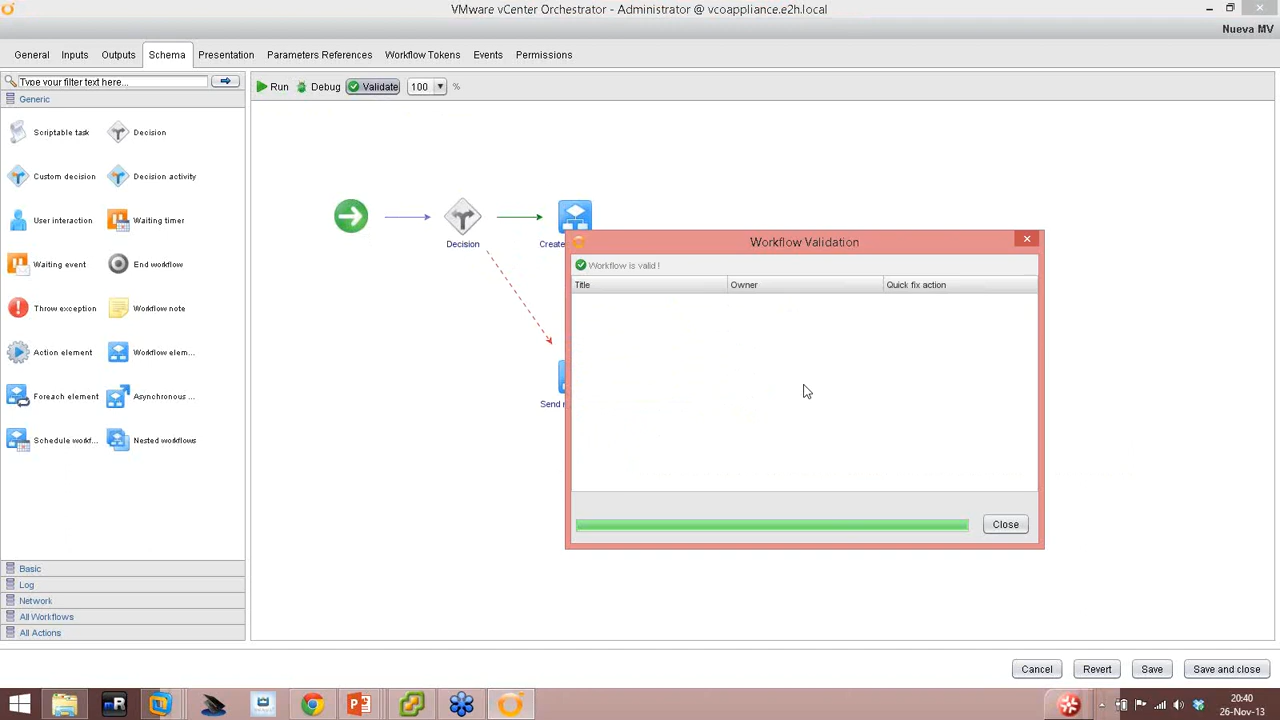 VMware vCenter Orchestrator - Administrator @ vcoappliance.e2h.local
Nueva MV
General Inputs Outputs Schema Presentation Parameters References Workflow Tokens Events Permissions
Type your filter text here...
Run Debug Validate 100 %
Generic
Scriptable task Decision
Custom decision Decision activity
User interaction Waiting timer
Waiting event End workflow
Throw exception Workflow note
Action element Workflow elem...
Foreach element Asynchronous ...
Schedule workf... Nested workflows
Basic
Log
Network
All Workflows
All Actions
Decision
Create
Send
Workflow Validation
Workflow is valid !
Title Owner Quick fix action
Close
Cancel Revert Save Save and close
20:40
26-Nov-13